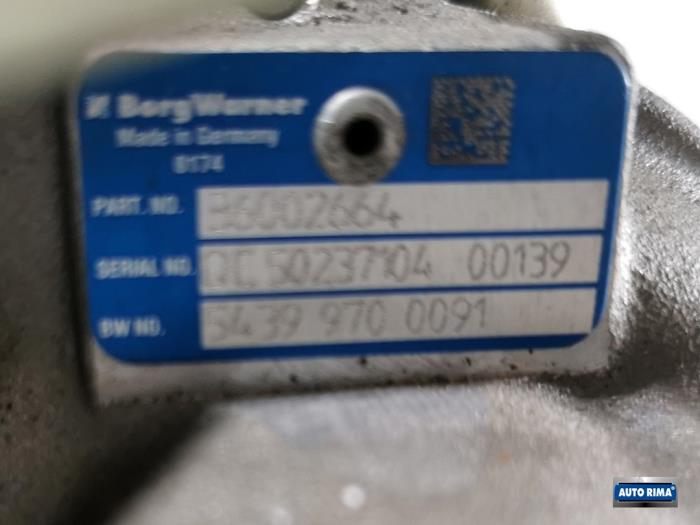 BorgWarner
Made in Germany
0174
PART. NO. 36002664
SERIAL NO. QC 50237104 00139
BW NO. 5439 970 0091
AUTO RIMA